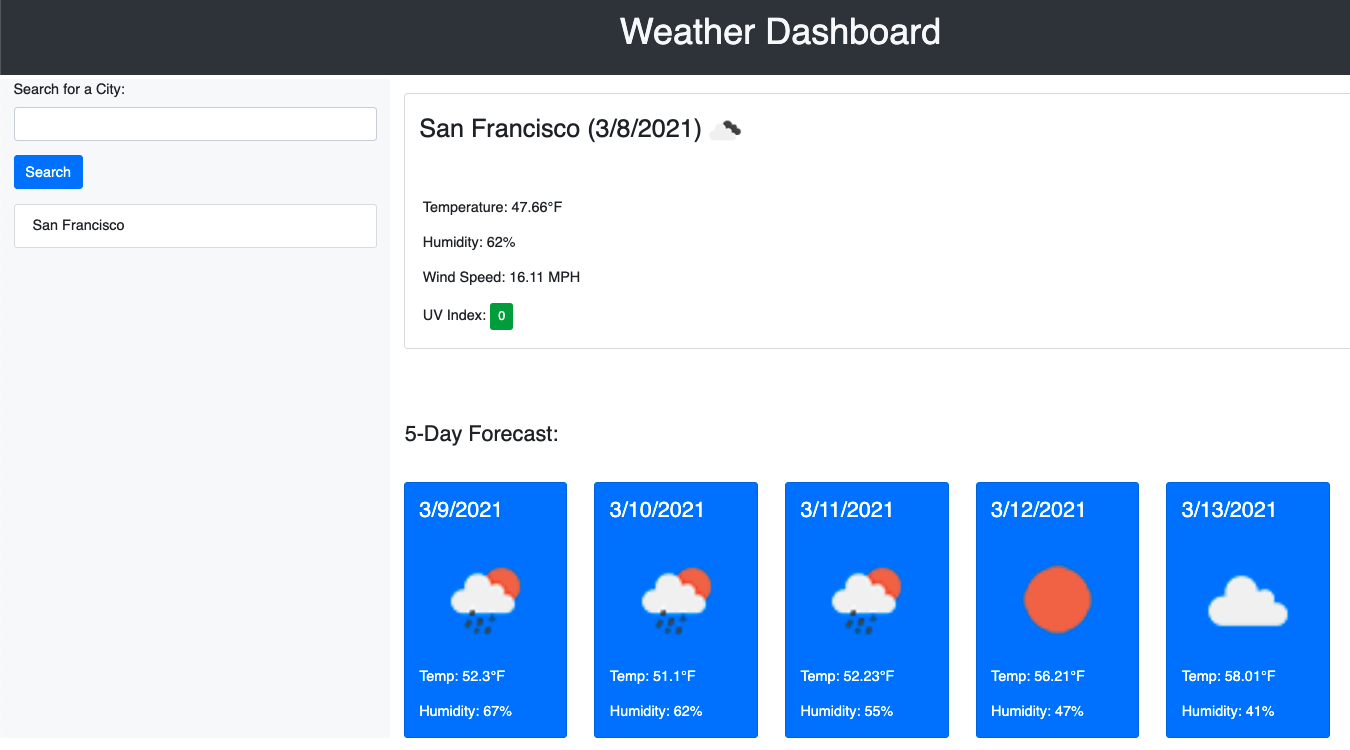 Weather Dashboard
Search for a City:
Search
San Francisco
San Francisco (3/8/2021)
Temperature: 47.66°F
Humidity: 62%
Wind Speed: 16.11 MPH
UV Index: 0
5-Day Forecast:
3/9/2021
Temp: 52.3°F
Humidity: 67%
3/10/2021
Temp: 51.1°F
Humidity: 62%
3/11/2021
Temp: 52.23°F
Humidity: 55%
3/12/2021
Temp: 56.21°F
Humidity: 47%
3/13/2021
Temp: 58.01°F
Humidity: 41%